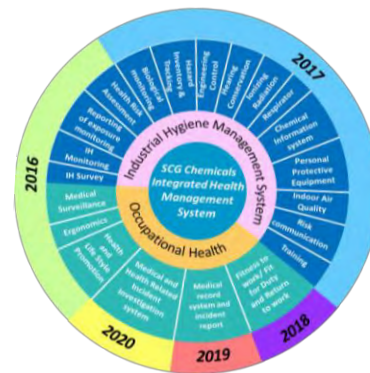 SCG Chemicals
Integrated Health
Management
System
Industrial Hygiene Management System
Occupational Health
2016
2017
2018
2019
2020
IH Survey
IH
Monitoring
Reporting
of exposure
monitoring
Health Risk
Assessment
Biological
monitoring
Hazard
Inventory
Tracking
Engineering
Control
Hearing
Conservation
Ionizing
Radiation
Respirator
Chemical
Information
system
Personal
Protective
Equipment
Indoor Air
Quality
Risk
communication
Training
Fitness to
work/ Fit
for Duty
and Return
to work
Medical
record
system and
incident
report
Medical and
Health Related
Incident
Investigation
system
Health
and
Life Style
Promotion
Ergonomics
Medical
Surveillance